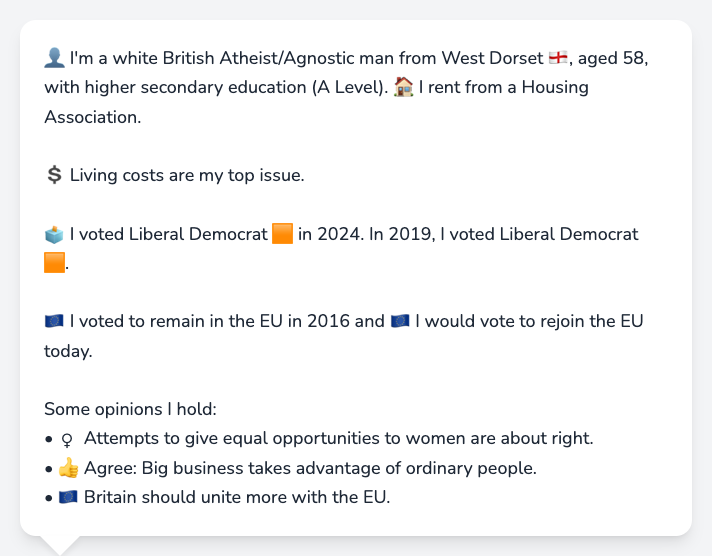 👤 I'm a white British Atheist/Agnostic man from West Dorset 🏴󠁧󠁢󠁥󠁮󠁧󠁿, aged 58,
with higher secondary education (A Level). 🏠 I rent from a Housing
Association.
💲 Living costs are my top issue.
🗳️ I voted Liberal Democrat 🟧 in 2024. In 2019, I voted Liberal Democrat
🟧.
🇪🇺 I voted to remain in the EU in 2016 and 🇪🇺 I would vote to rejoin the EU
today.
Some opinions I hold:
• ♀ Attempts to give equal opportunities to women are about right.
• 👍 Agree: Big business takes advantage of ordinary people.
• 🇪🇺 Britain should unite more with the EU.